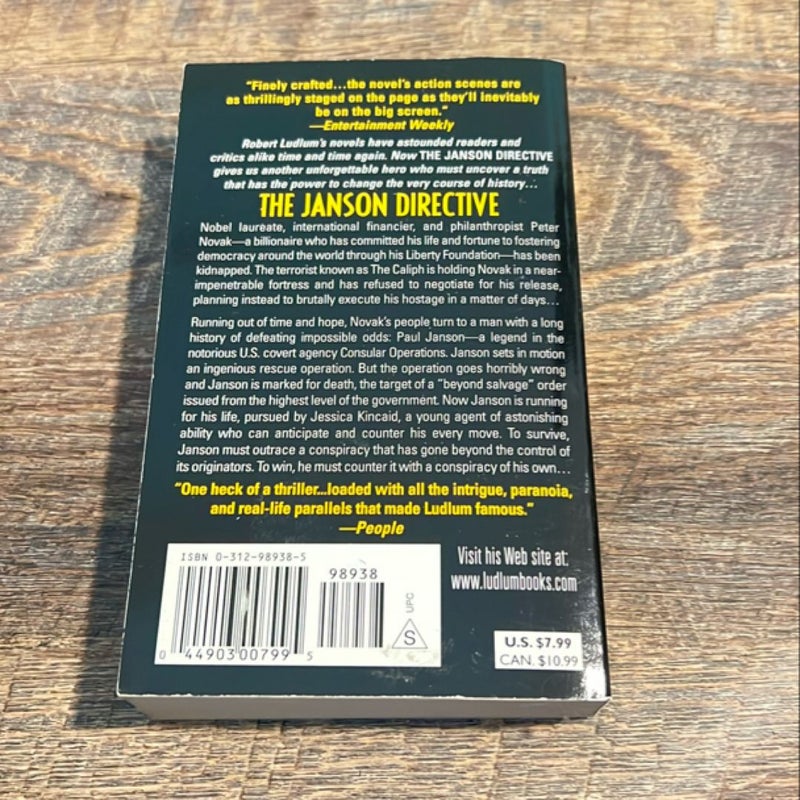 "Finely crafted...the novel's action scenes are
as thrillingly staged on the page as they'll inevitably
be on the big screen."
—Entertainment Weekly
Robert Ludlum's novels have astounded readers and
critics alike time and time again. Now THE JANSON DIRECTIVE
gives us another unforgettable hero who must uncover a truth
that has the power to change the very course of history...
THE JANSON DIRECTIVE
Nobel laureate, international financier, and philanthropist Peter
Novak—a billionaire who has committed his life and fortune to fostering
democracy around the world through his Liberty Foundation—has been
kidnapped. The terrorist known as The Caliph is holding Novak in a near-
impenetrable fortress and has refused to negotiate for his release,
planning instead to brutally execute his hostage in a matter of days...
Running out of time and hope, Novak's people turn to a man with a long
history of defeating impossible odds: Paul Janson—a legend in the
notorious U.S. covert agency Consular Operations. Janson sets in motion
an ingenious rescue operation. But the operation goes horribly wrong
and Janson is marked for death, the target of a "beyond salvage" order
issued from the highest level of the government. Now Janson is running
for his life, pursued by Jessica Kincaid, a young agent of astonishing
ability who can anticipate and counter his every move. To survive,
Janson must outrace a conspiracy that has gone beyond the control of
its originators. To win, he must counter it with a conspiracy of his own...
"One heck of a thriller...loaded with all the intrigue, paranoia,
and real-life parallels that made Ludlum famous."
—People
ISBN 0-312-98938-5
98938
UPC
S
0 4490300799 5
Visit his Web site at:
www.ludlumbooks.com
U.S. $7.99
CAN. $10.99